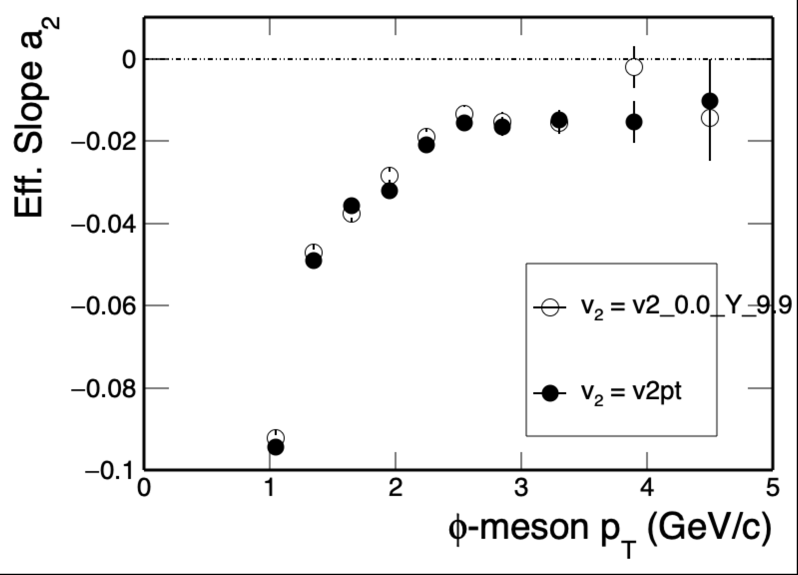 Eff. Slope a2
0
−0.02
−0.04
−0.06
−0.08
−0.1
v2 = v2_0.0_Y_9.9
v2 = v2pt
0 1 2 3 4 5
ϕ-meson pT (GeV/c)